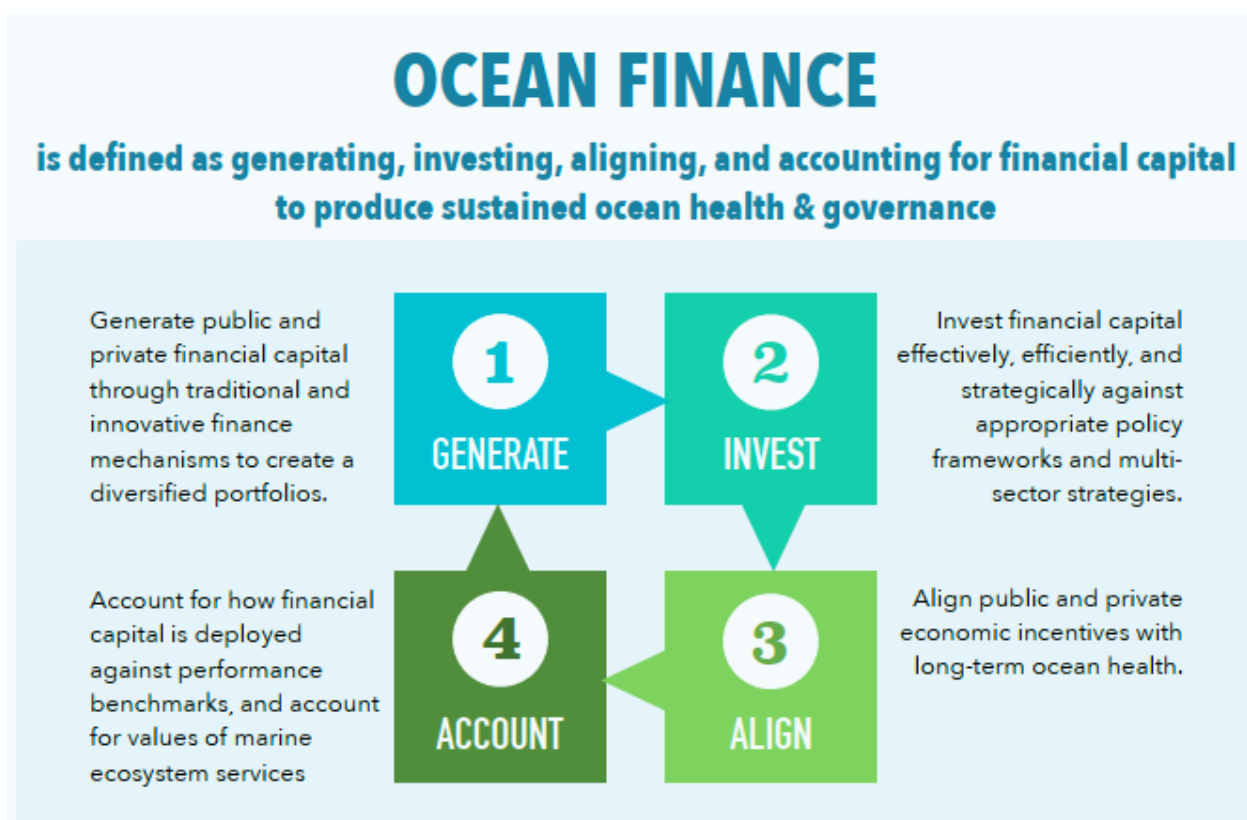 OCEAN FINANCE
is defined as generating, investing, aligning, and accounting for financial capital
to produce sustained ocean health & governance
Generate public and
private financial capital
through traditional and
innovative finance
mechanisms to create a
diversified portfolios.
1
GENERATE
2
INVEST
Invest financial capital
effectively, efficiently, and
strategically against
appropriate policy
frameworks and multi-
sector strategies.
3
ALIGN
Align public and private
economic incentives with
long-term ocean health.
4
ACCOUNT
Account for how financial
capital is deployed
against performance
benchmarks, and account
for values of marine
ecosystem services